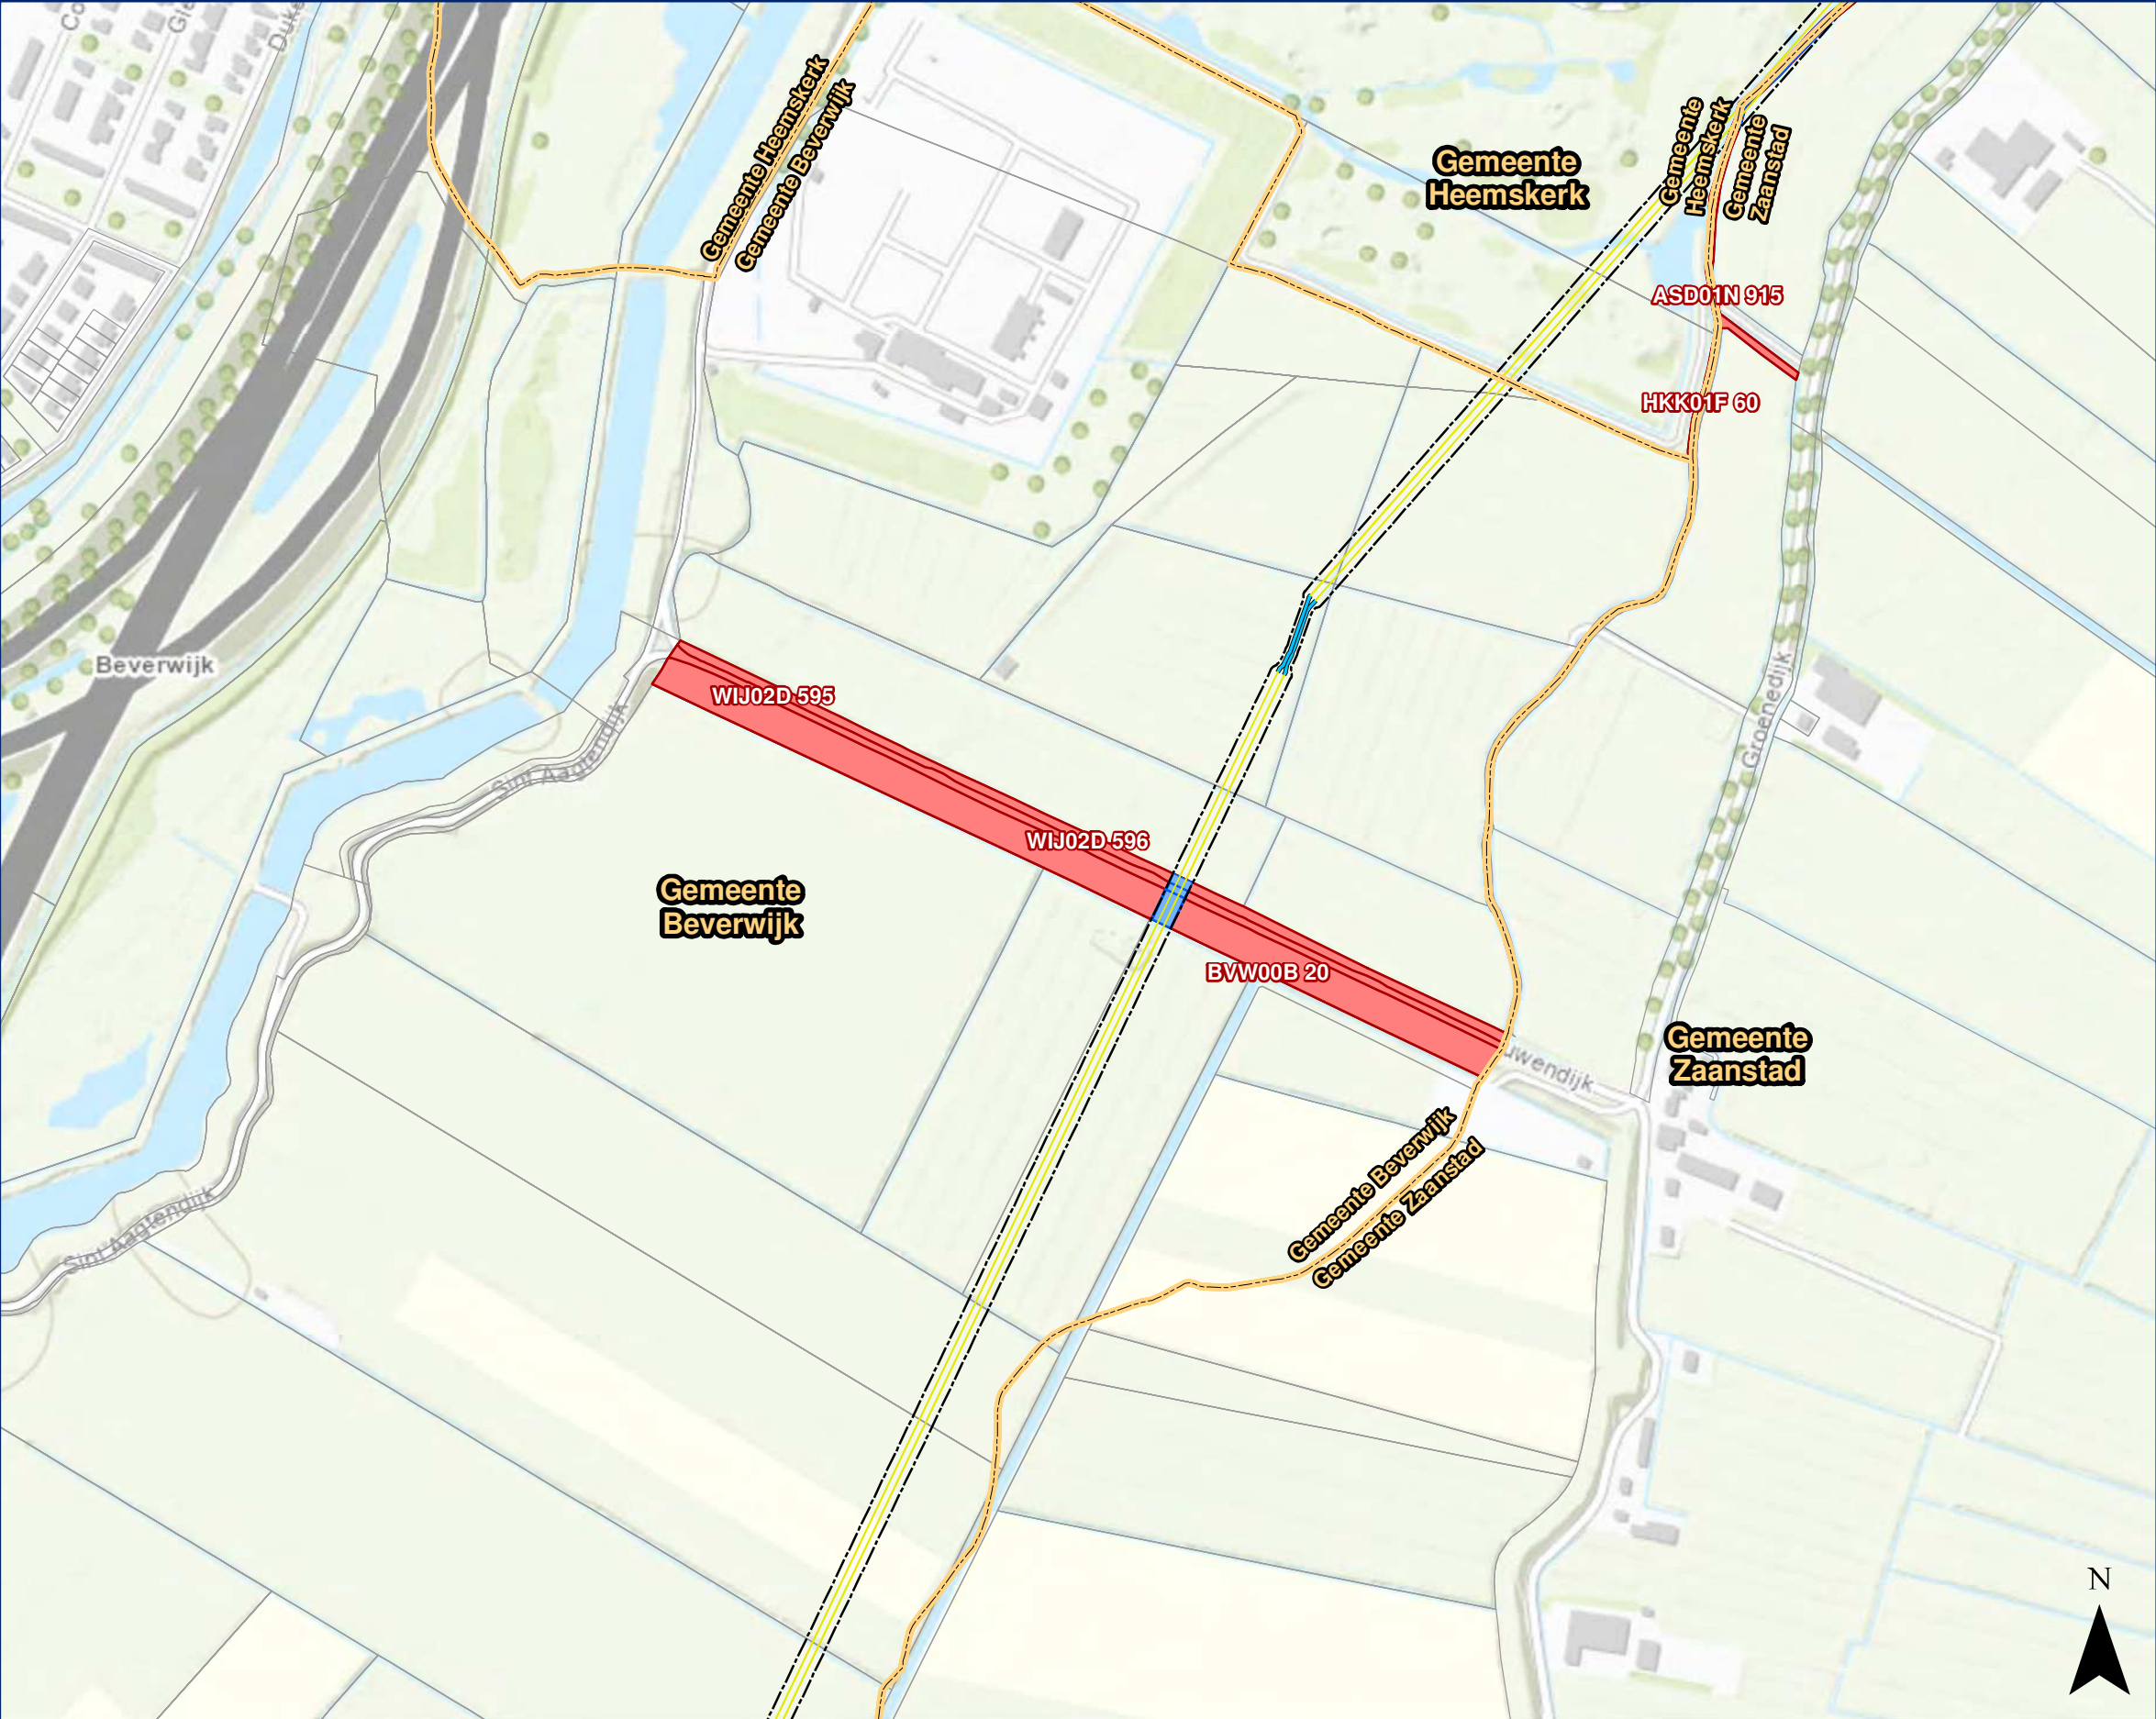 Gemeente Heemskerk
Gemeente Beverwijk
Gemeente
Heemskerk
Gemeente
Heemskerk
Gemeente
Zaanstad
ASD01N 915
HKK01F 60
Beverwijk
WIJ02D 595
Sint Aagtendijk
Groenedijk
WIJ02D 596
Gemeente
Beverwijk
BVW00B 20
uwendijk
Gemeente
Zaanstad
Gemeente Beverwijk
Gemeente Zaanstad
Sint Aagtendijk
N